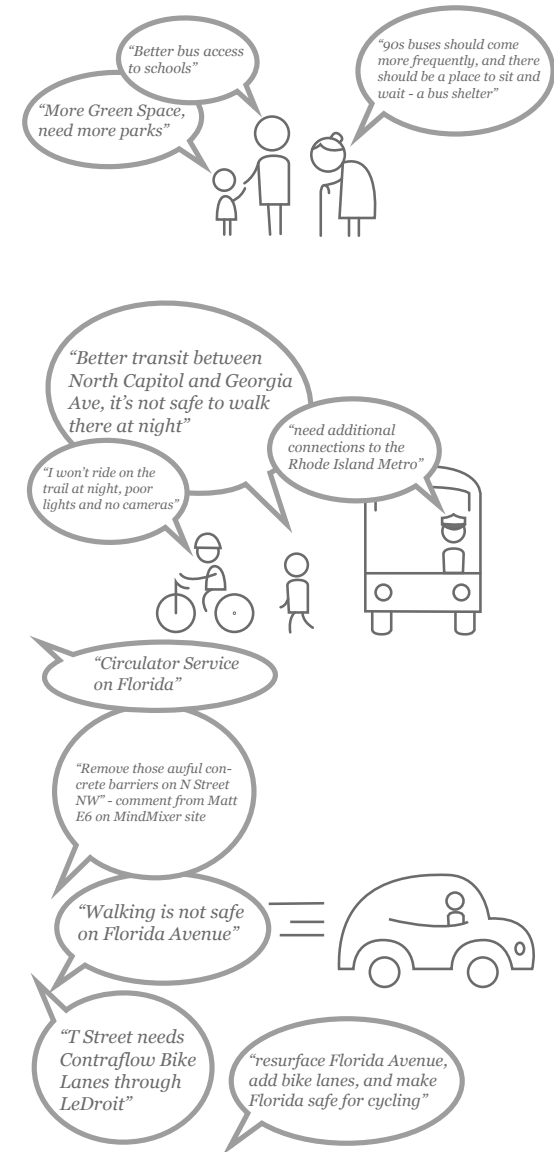 “Better bus access
to schools”
“90s buses should come
more frequently, and there
should be a place to sit and
wait - a bus shelter”
“More Green Space,
need more parks”
“Better transit between
North Capitol and Georgia
Ave, it’s not safe to walk
there at night”
“need additional
connections to the
Rhode Island Metro”
“I won’t ride on the
trail at night, poor
lights and no cameras”
“Circulator Service
on Florida”
“Remove those awful con-
crete barriers on N Street
NW” - comment from Matt
E6 on MindMixer site
“Walking is not safe
on Florida Avenue”
“T Street needs
Contraflow Bike
Lanes through
LeDroit”
“resurface Florida Avenue,
add bike lanes, and make
Florida safe for cycling”